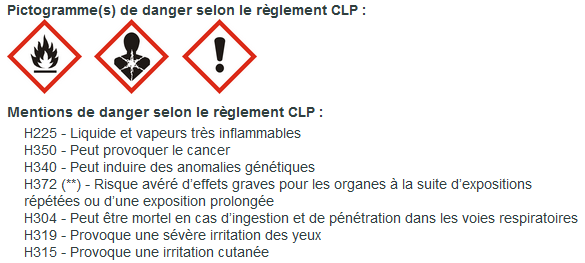 Pictogramme(s) de danger selon le règlement CLP :
Mentions de danger selon le règlement CLP :
H225 - Liquide et vapeurs très inflammables
H350 - Peut provoquer le cancer
H340 - Peut induire des anomalies génétiques
H372 (**) - Risque avéré d'effets graves pour les organes à la suite d'expositions
répétées ou d'une exposition prolongée
H304 - Peut être mortel en cas d'ingestion et de pénétration dans les voies respiratoires
H319 - Provoque une sévère irritation des yeux
H315 - Provoque une irritation cutanée